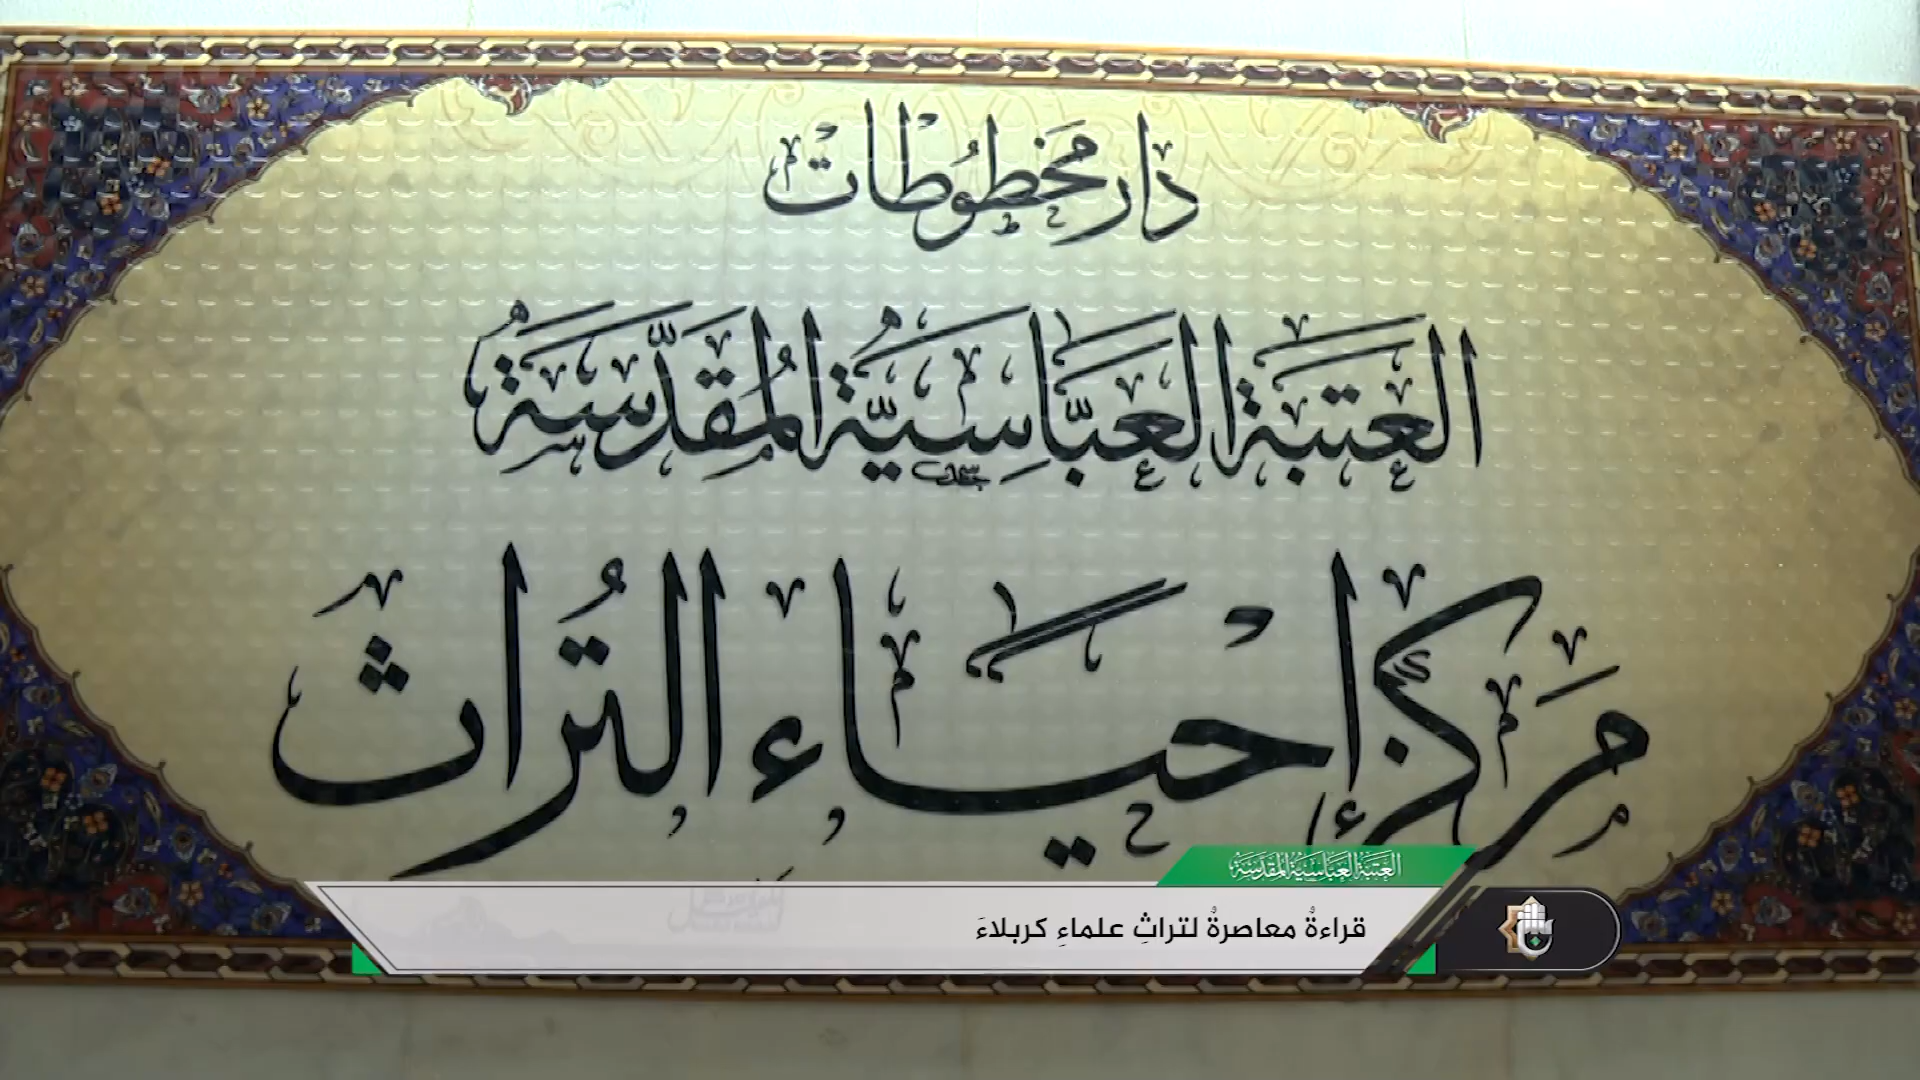 دار مخطوطات
العتبة العباسية المقدسة
مركز إحياء التراث
العتبة العباسية المقدسة
قراءةٌ معاصرةٌ لتراثِ علماءِ كربلاءَ